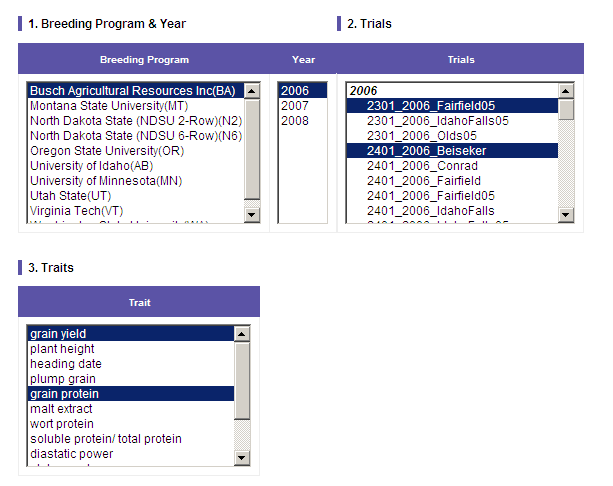 1. Breeding Program & Year
2. Trials
Breeding Program
Year
Trials
Busch Agricultural Resources Inc(BA)
Montana State University(MT)
North Dakota State (NDSU 2-Row)(N2)
North Dakota State (NDSU 6-Row)(N6)
Oregon State University(OR)
University of Idaho(AB)
University of Minnesota(MN)
Utah State(UT)
Virginia Tech(VT)
2006
2007
2008
2006
2301_2006_Fairfield05
2301_2006_IdahoFalls05
2301_2006_Olds05
2401_2006_Beiseker
2401_2006_Conrad
2401_2006_Fairfield
2401_2006_Fairfield05
2401_2006_IdahoFalls
3. Traits
Trait
grain yield
plant height
heading date
plump grain
grain protein
malt extract
wort protein
soluble protein/ total protein
diastatic power